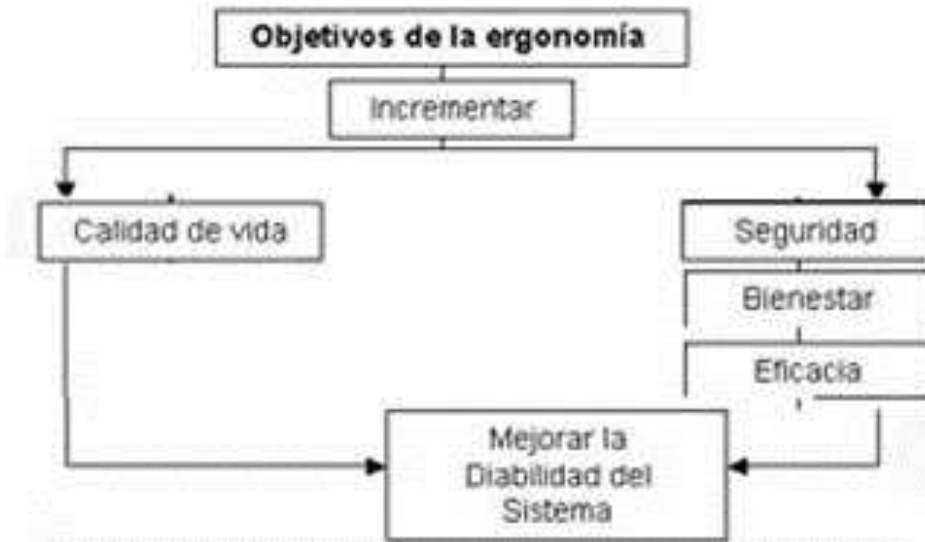 Objetivos de la ergonomía
Incrementar
Calidad de vida
Seguridad
Bienestar
Eficacia
Mejorar la
Diabilidad del
Sistema